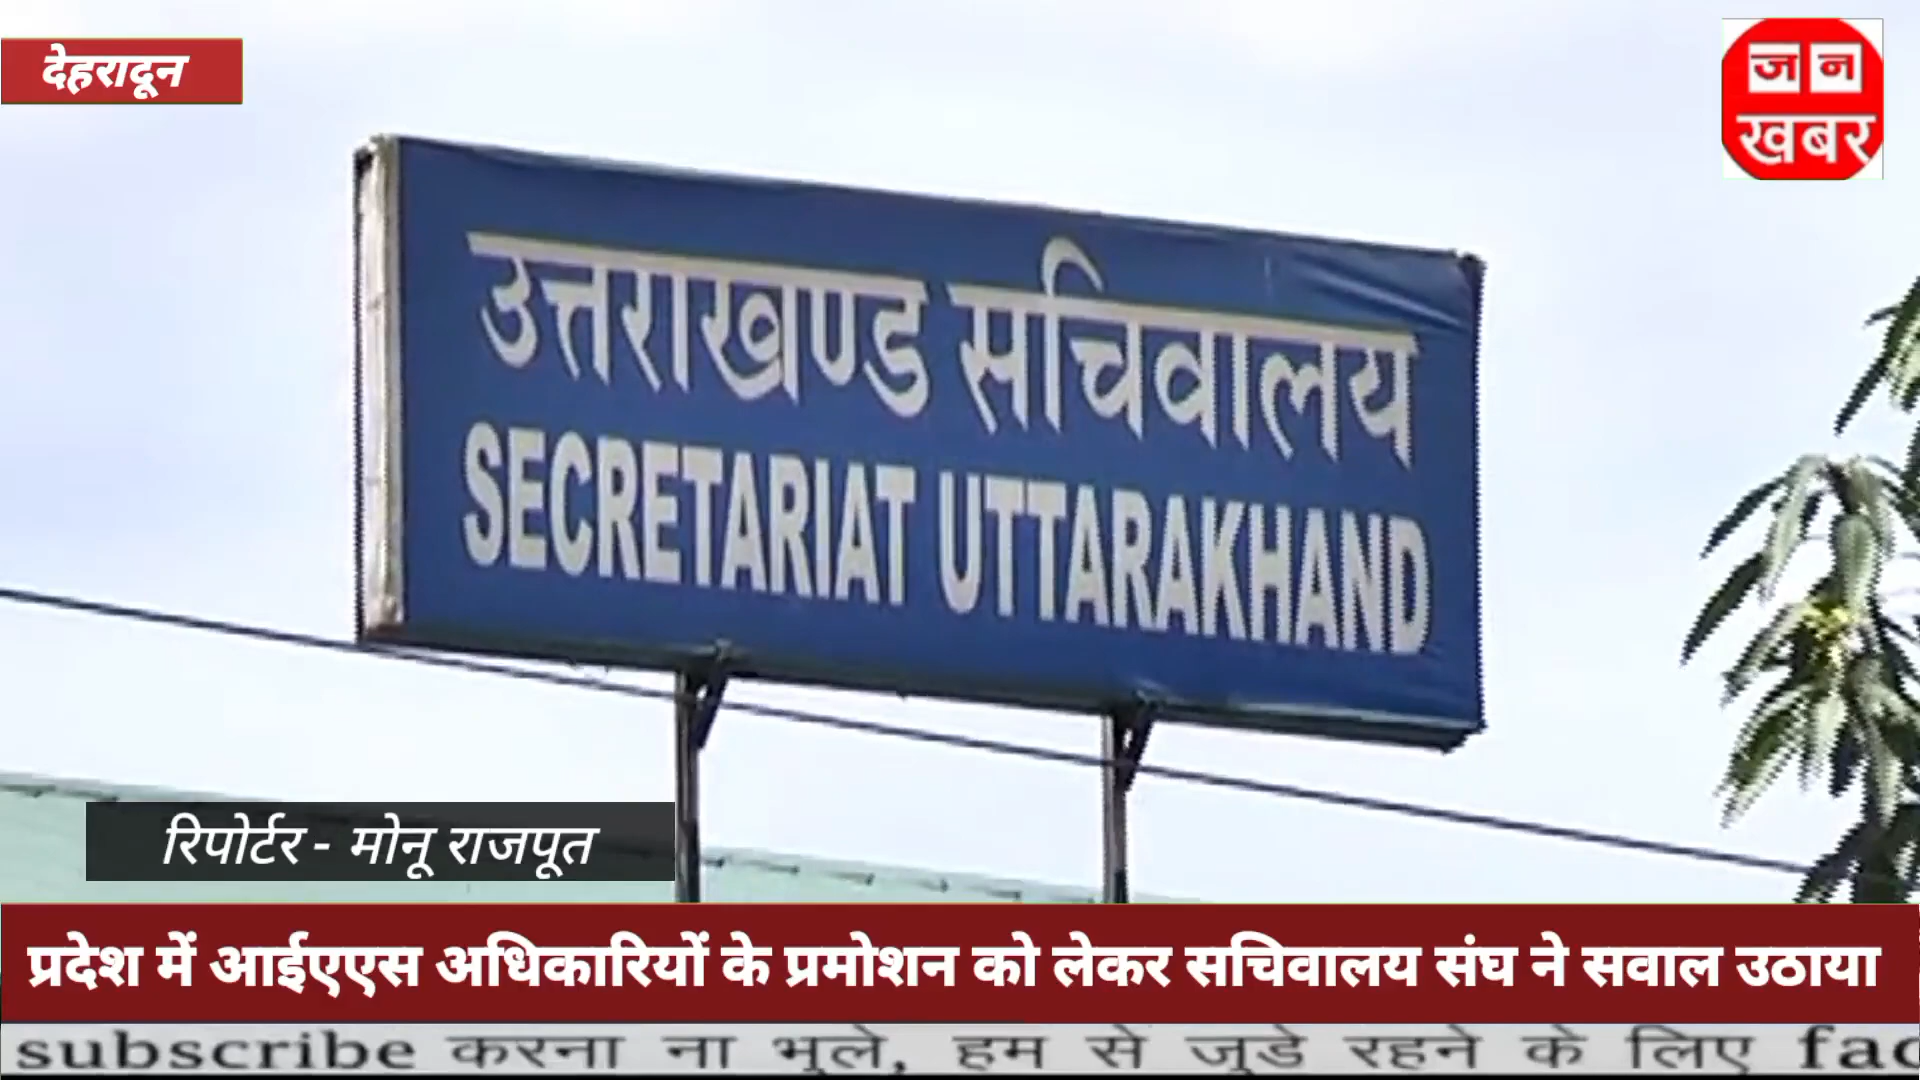 देहरादून
जन
खबर
उत्तराखण्ड सचिवालय
SECRETARIAT UTTARAKHAND
रिपोर्टर - मोनू राजपूत
प्रदेश में आईएएस अधिकारियों के प्रमोशन को लेकर सचिवालय संघ ने सवाल उठाया
subscribe करना ना भूले, हम से जुडे रहने के लिए fac